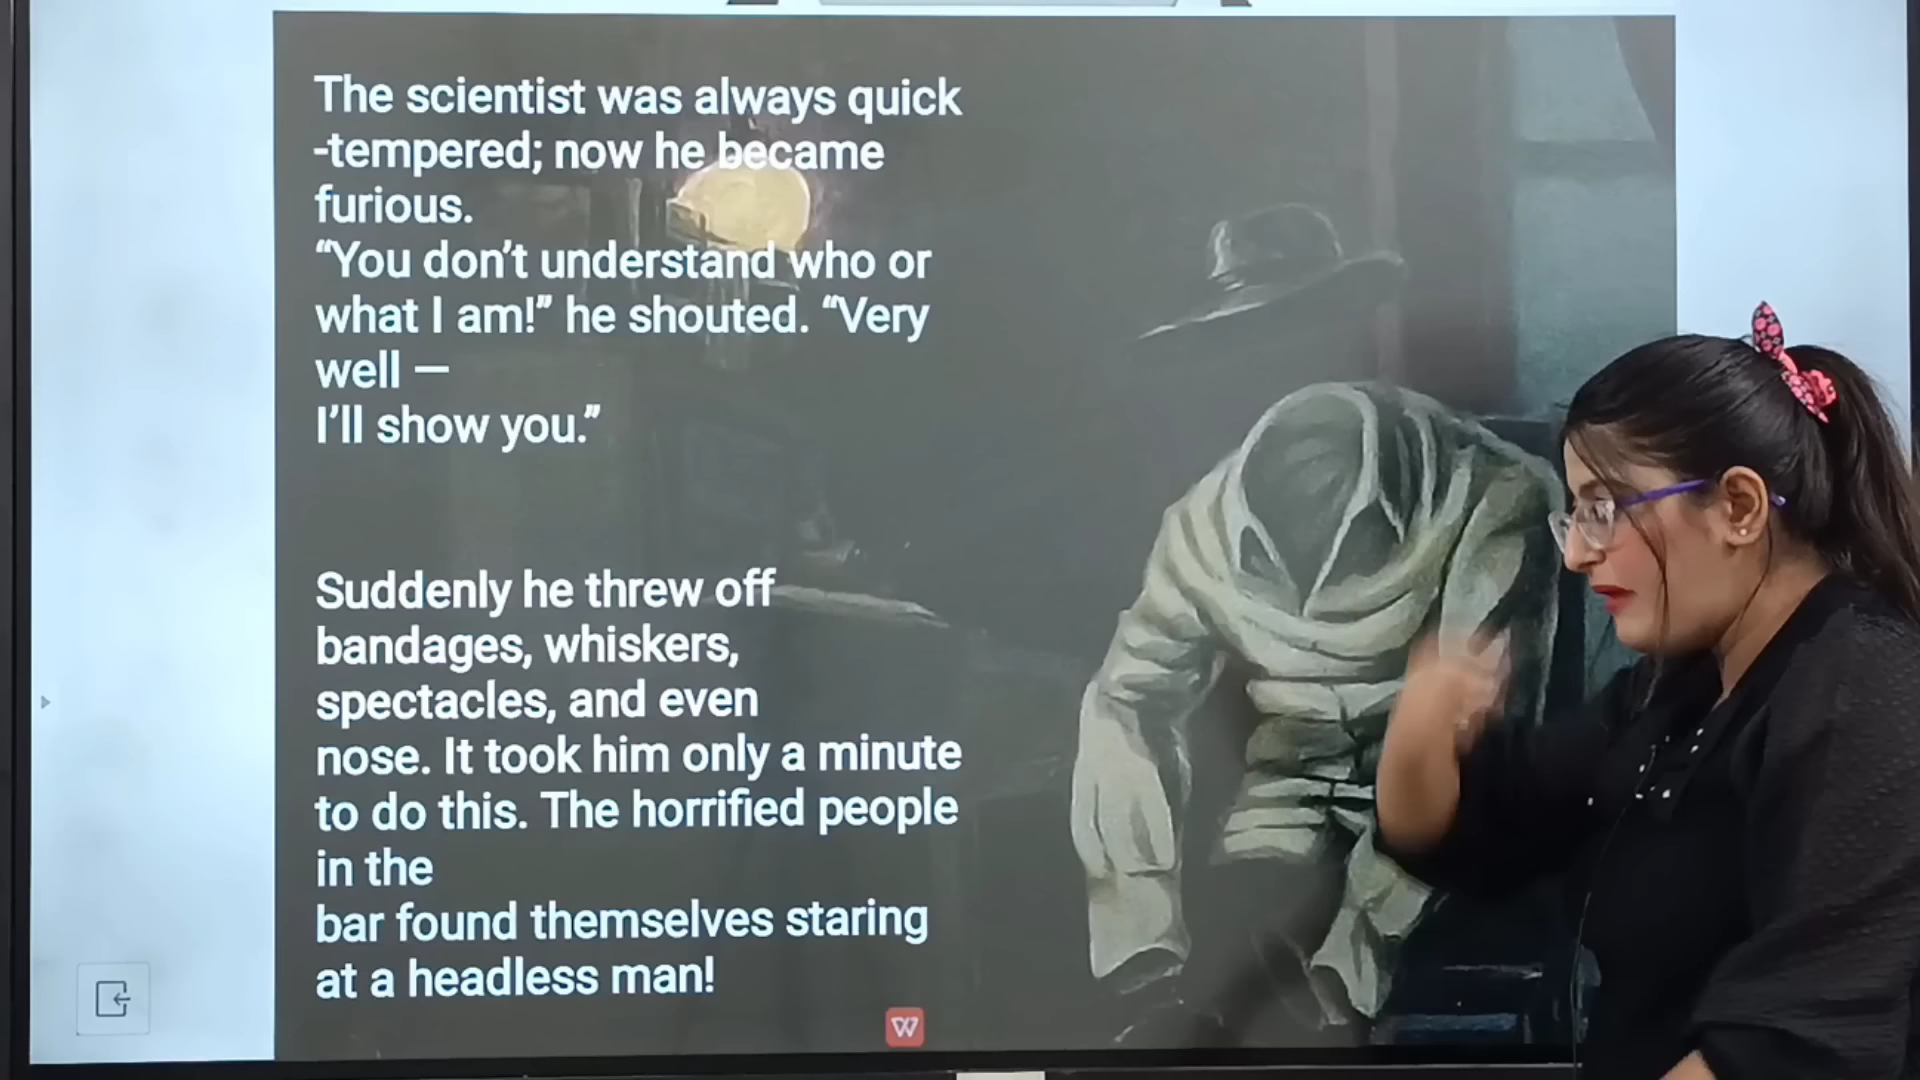 The scientist was always quick
-tempered; now he became
furious.
“You don’t understand who or
what I am!” he shouted. “Very
well —
I’ll show you.”
Suddenly he threw off
bandages, whiskers,
spectacles, and even
nose. It took him only a minute
to do this. The horrified people
in the
bar found themselves staring
at a headless man!
W